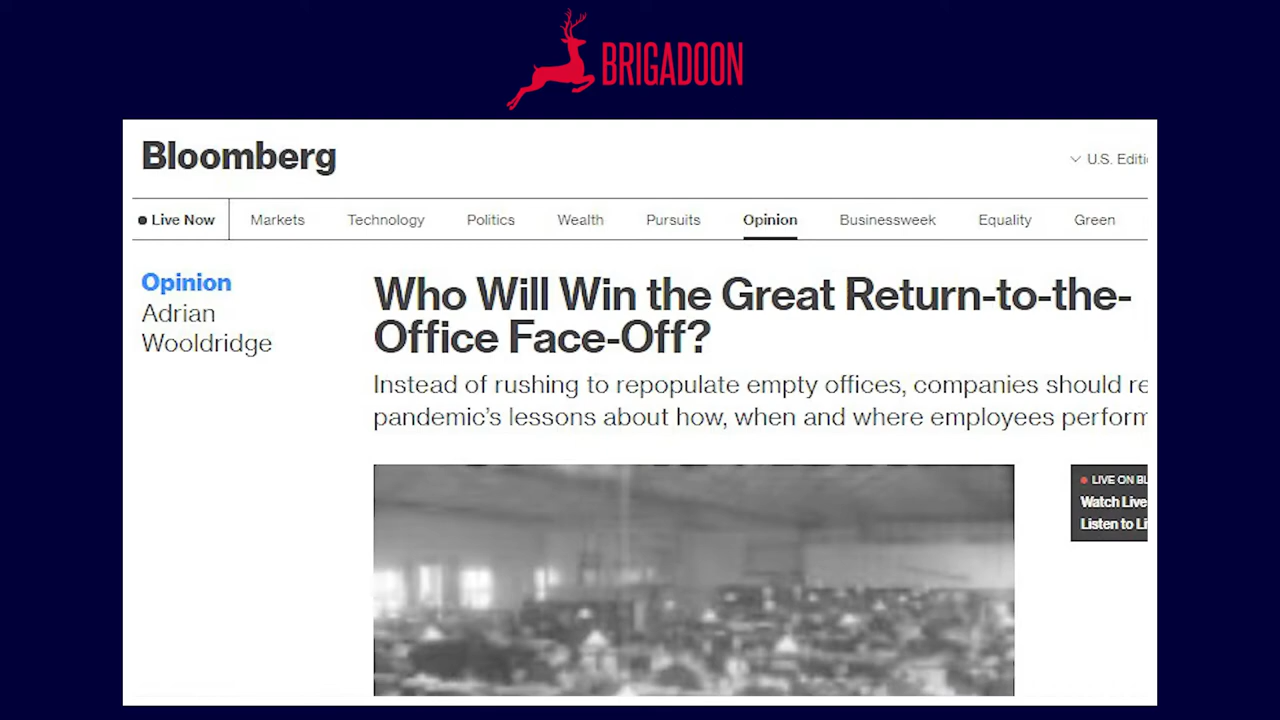 BRIGADOON
Bloomberg
U.S. Editi
Live Now Markets Technology Politics Wealth Pursuits Opinion Businessweek Equality Green
Opinion
Adrian
Wooldridge
Who Will Win the Great Return-to-the-
Office Face-Off?
Instead of rushing to repopulate empty offices, companies should re
pandemic's lessons about how, when and where employees perform
LIVE ON BL
Watch Live
Listen to Li